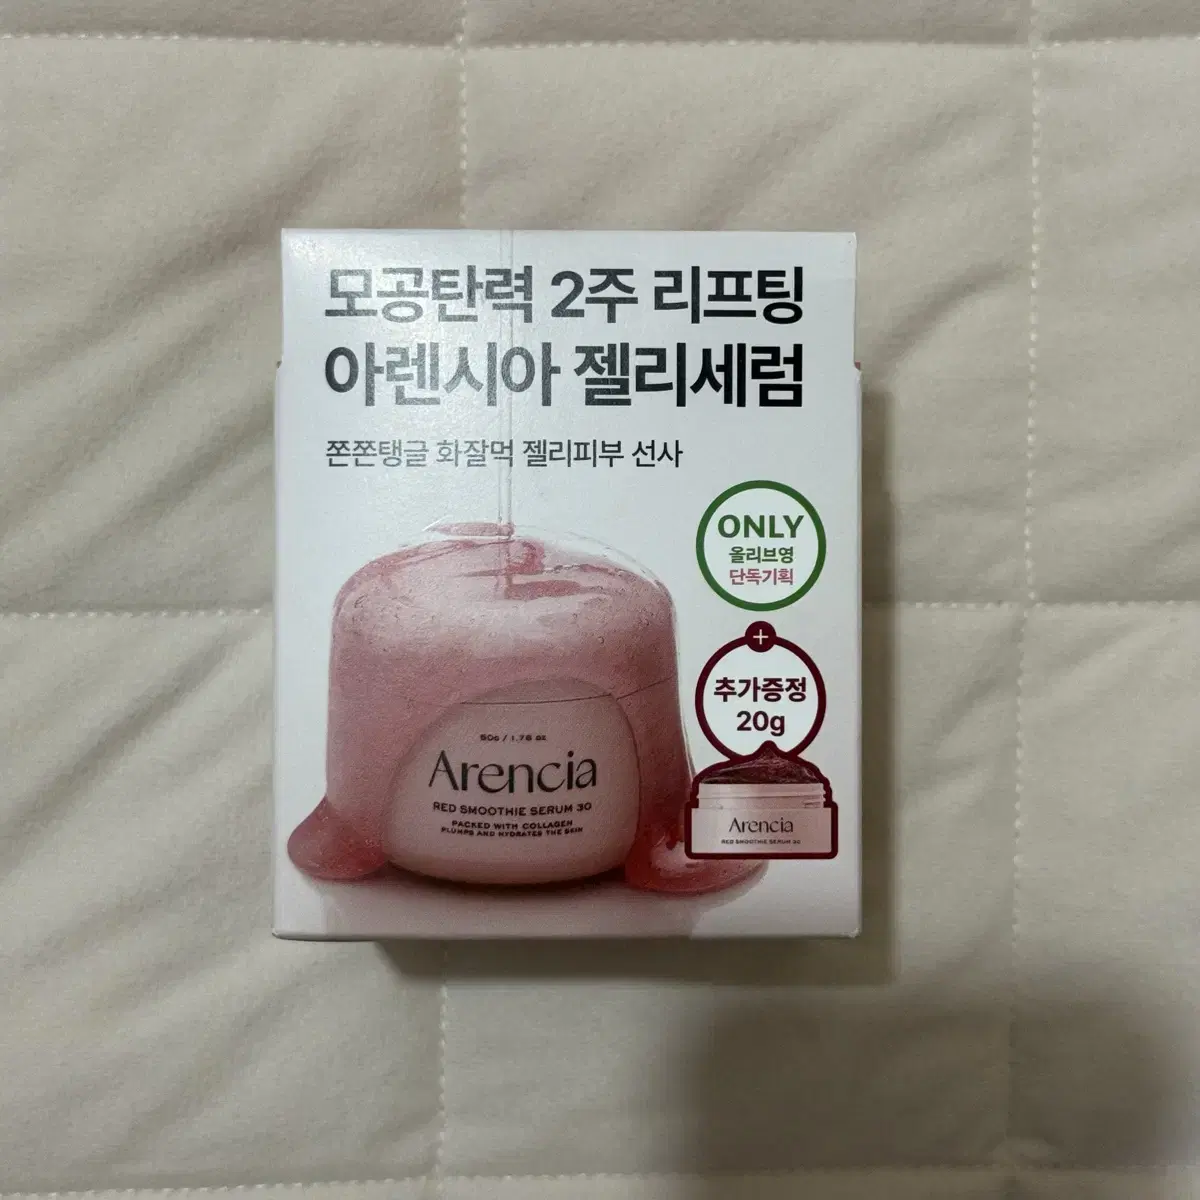 모공탄력 2주 리프팅
아렌시아 젤리세럼
쫀쫀탱글 화잘먹 젤리피부 선사
ONLY
올리브영
단독기획
+
추가증정
20g
50g / 1.76 oz
Arencia
RED SMOOTHIE SERUM 30
PACKED WITH COLLAGEN
PLUMPS AND HYDRATES THE SKIN
Arencia
RED SMOOTHIE SERUM 30